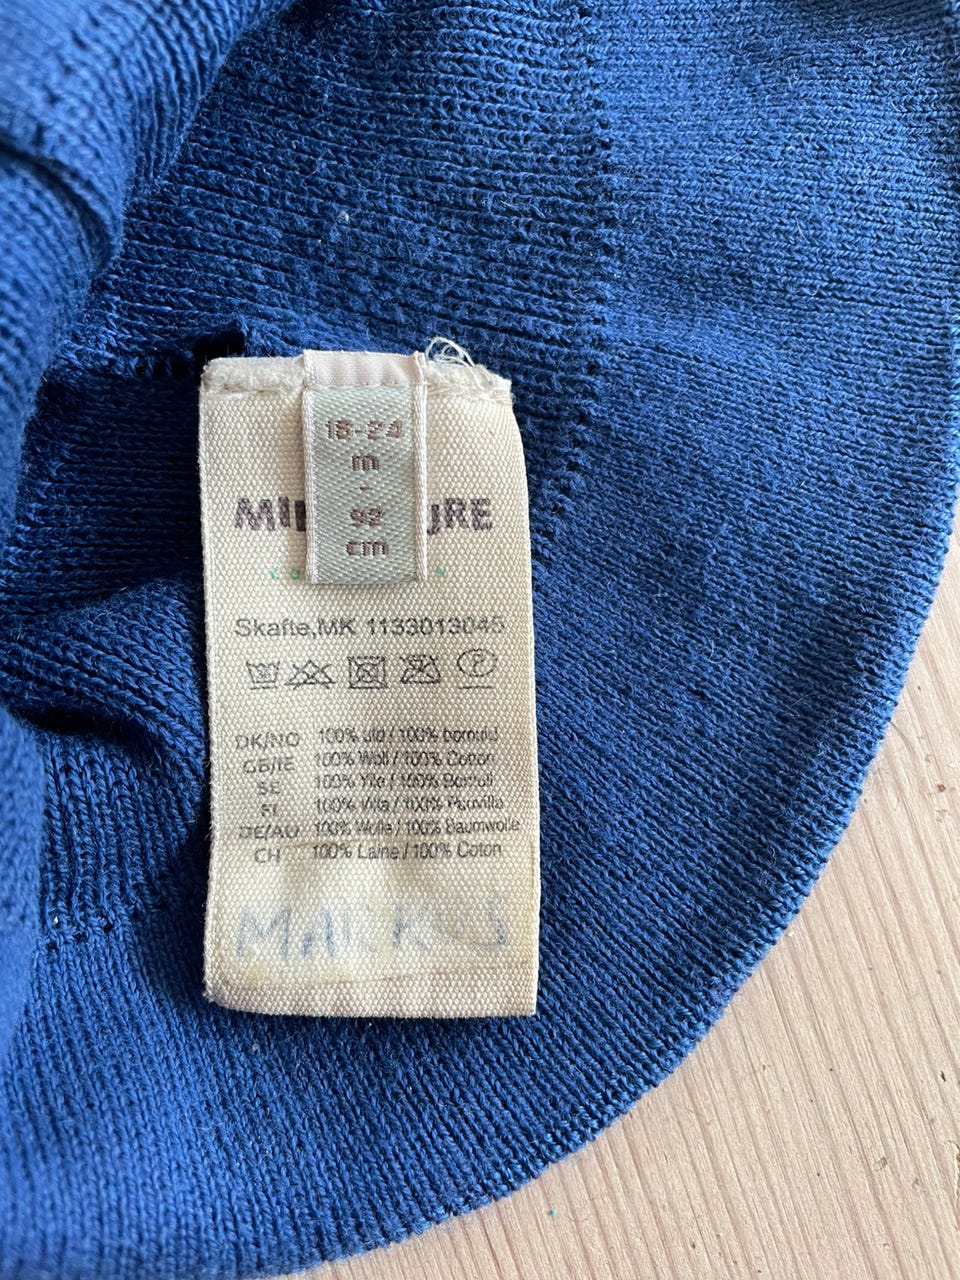 18-24
m
-
92
cm
Skafte,MK 1133013045
P
DK/NO 100% uld / 100% bomuld
GB/IE 100% Woll / 100% Cotton
SE 100% Ylle / 100% Bomull
FI 100% Villa / 100% Puuvilla
DE/AU 100% Wolle / 100% Baumwolle
CH 100% Laine / 100% Coton
MARKUS